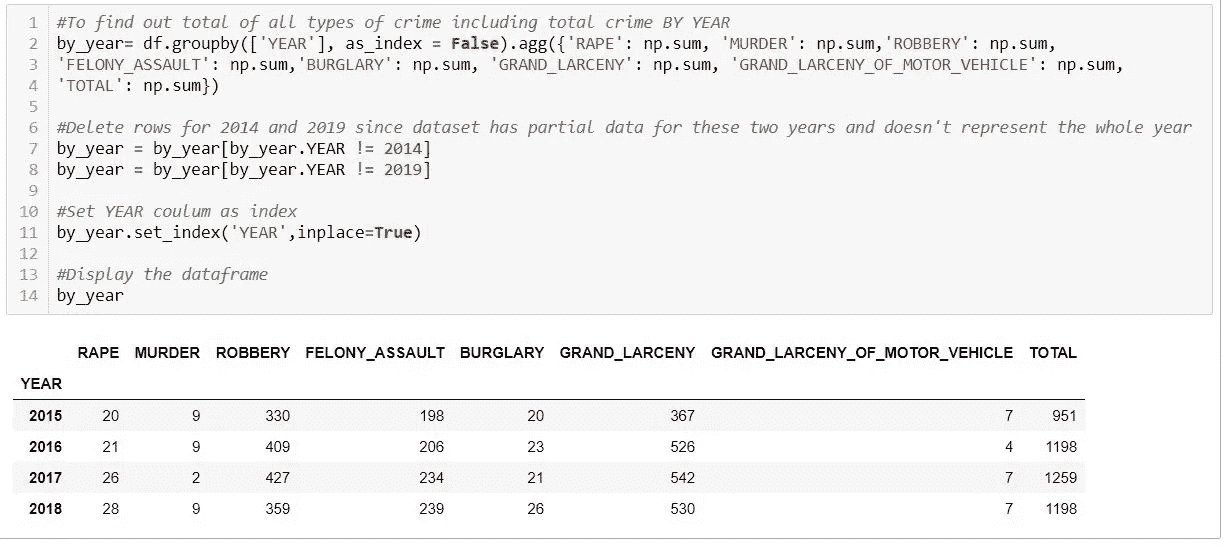 1 #To find out total of all types of crime including total crime BY YEAR
2 by_year= df.groupby(['YEAR'], as_index = False).agg({'RAPE': np.sum, 'MURDER': np.sum,'ROBBERY': np.sum,
3 'FELONY_ASSAULT': np.sum,'BURGLARY': np.sum, 'GRAND_LARCENY': np.sum, 'GRAND_LARCENY_OF_MOTOR_VEHICLE': np.sum,
4 'TOTAL': np.sum})
5
6 #Delete rows for 2014 and 2019 since dataset has partial data for these two years and doesn't represent the whole year
7 by_year = by_year[by_year.YEAR != 2014]
8 by_year = by_year[by_year.YEAR != 2019]
9
10 #Set YEAR coulum as index
11 by_year.set_index('YEAR',inplace=True)
12
13 #Display the dataframe
14 by_year
RAPE MURDER ROBBERY FELONY_ASSAULT BURGLARY GRAND_LARCENY GRAND_LARCENY_OF_MOTOR_VEHICLE TOTAL
YEAR
2015 20 9 330 198 20 367 7 951
2016 21 9 409 206 23 526 4 1198
2017 26 2 427 234 21 542 7 1259
2018 28 9 359 239 26 530 7 1198